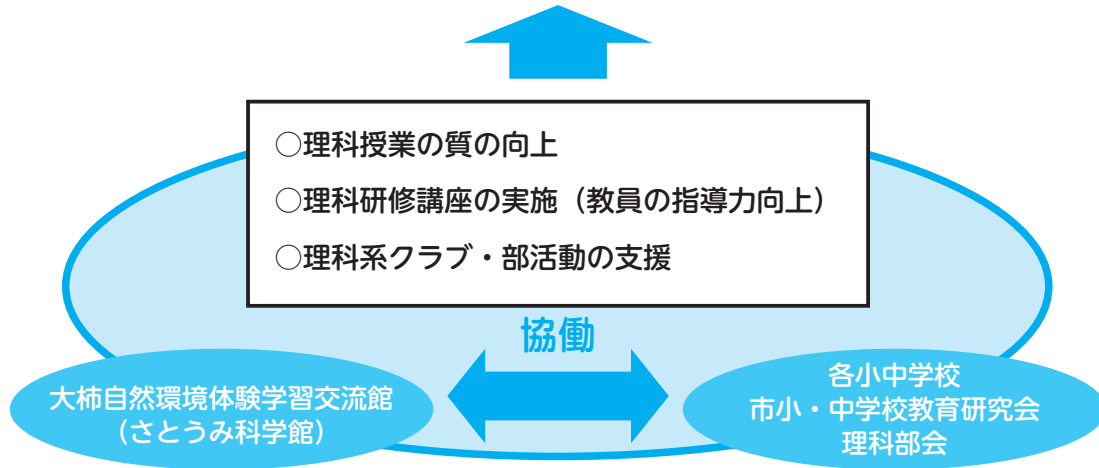 ○理科授業の質の向上
○理科研修講座の実施（教員の指導力向上）
○理科系クラブ・部活動の支援
協働
大柿自然環境体験学習交流館
（さとうみ科学館）
各小中学校
市小・中学校教育研究会
理科部会